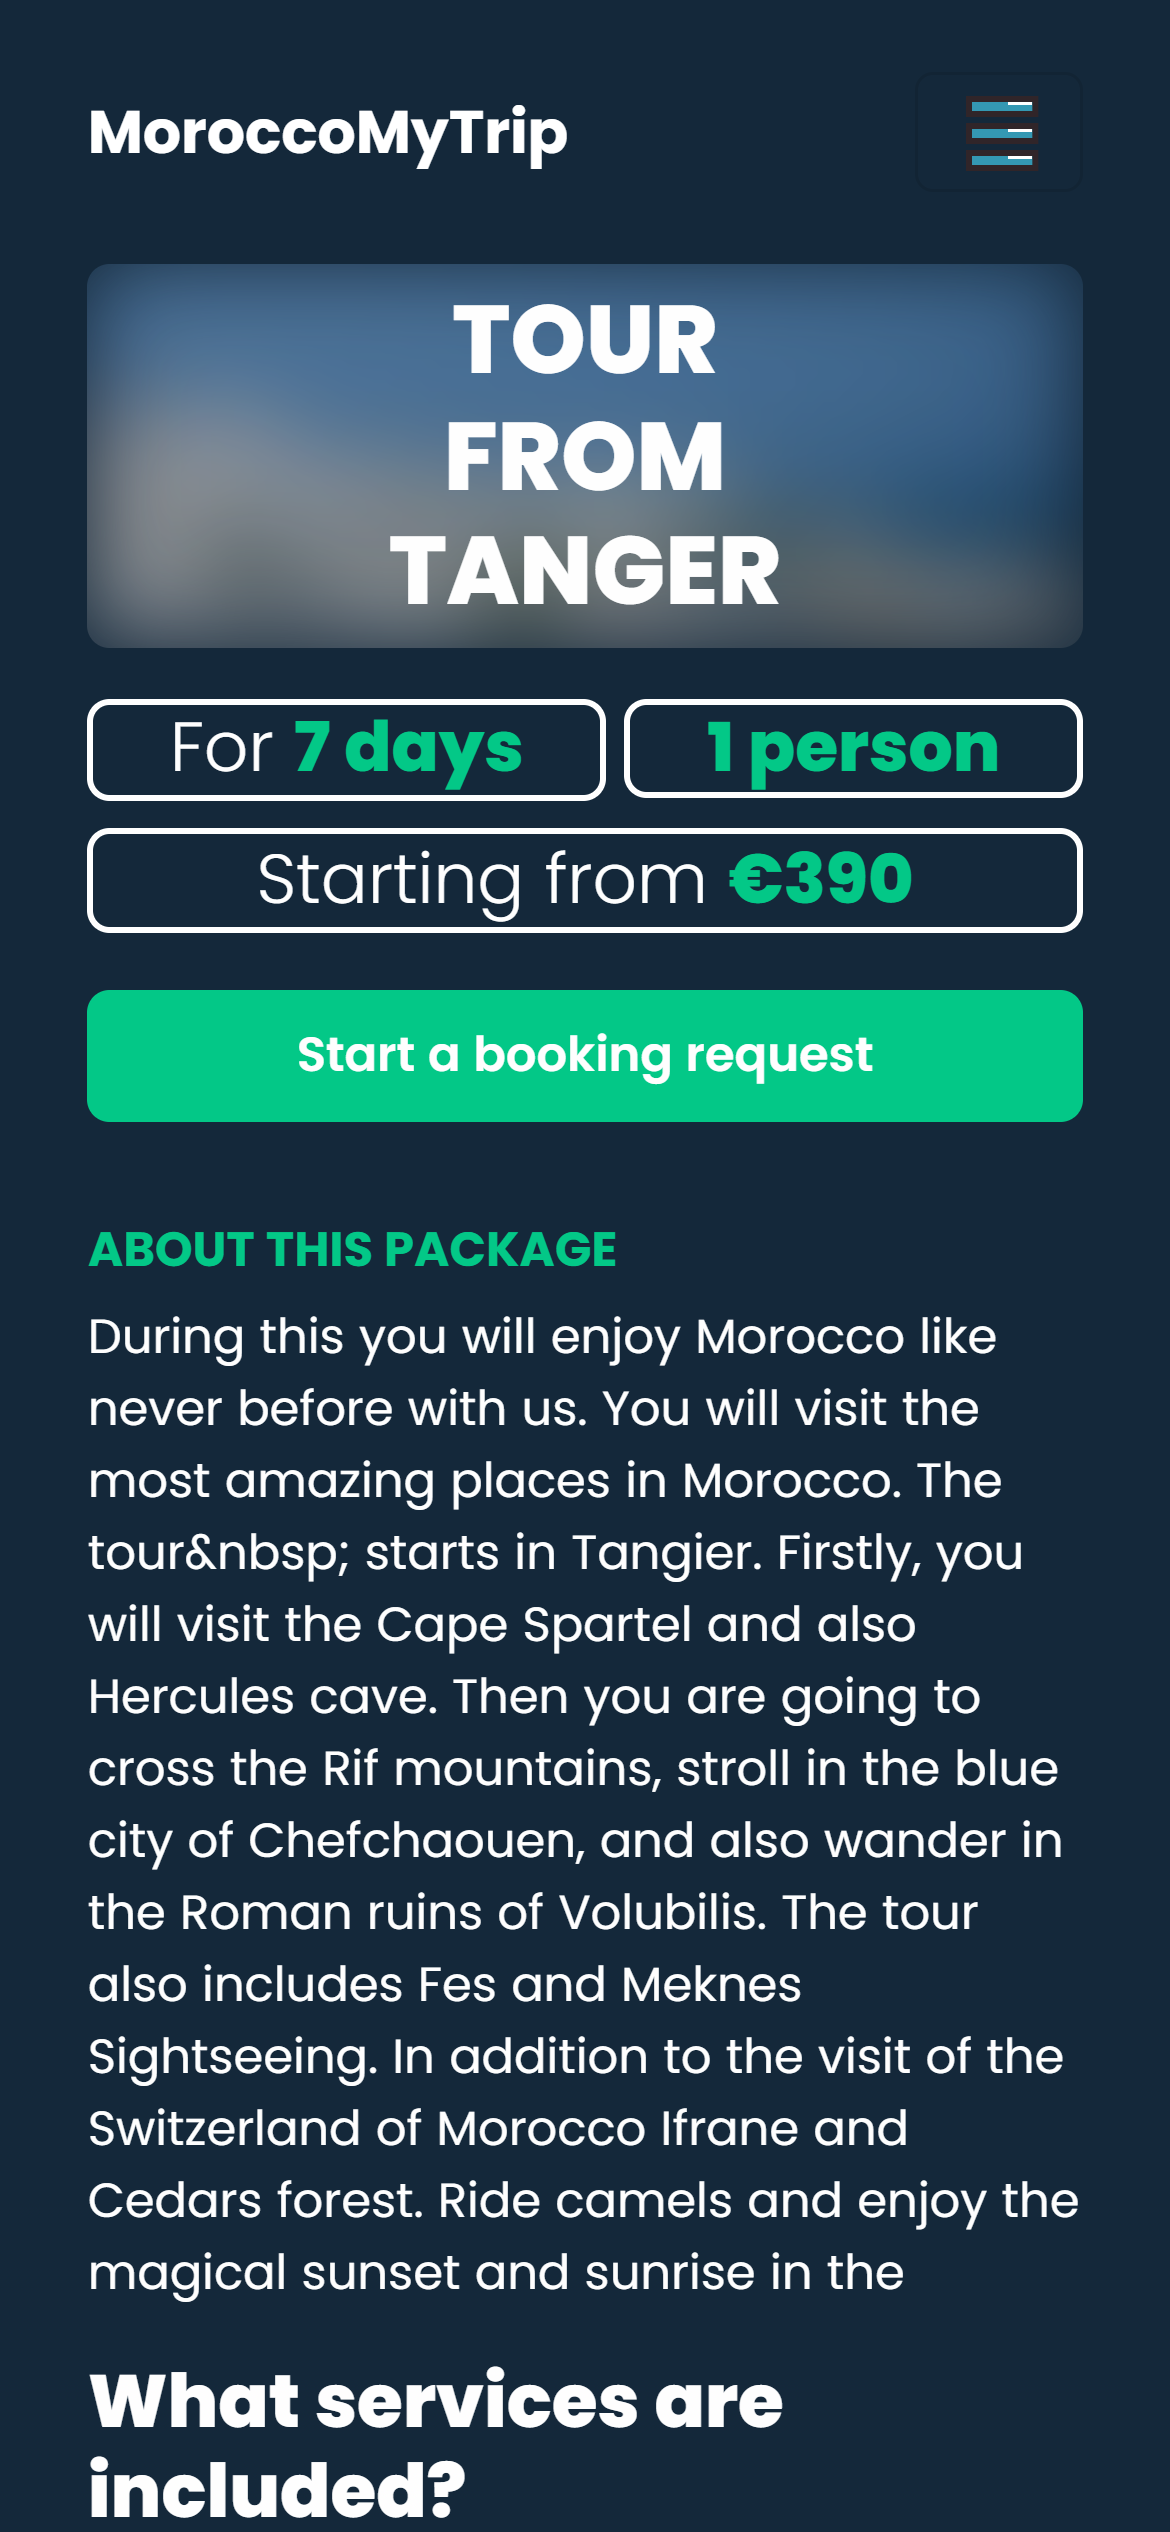 MoroccoMyTrip
TOUR
FROM
TANGER
For 7 days
1 person
Starting from €390
Start a booking request
ABOUT THIS PACKAGE
During this you will enjoy Morocco like
never before with us. You will visit the
most amazing places in Morocco. The
tour&nbsp; starts in Tangier. Firstly, you
will visit the Cape Spartel and also
Hercules cave. Then you are going to
cross the Rif mountains, stroll in the blue
city of Chefchaouen, and also wander in
the Roman ruins of Volubilis. The tour
also includes Fes and Meknes
Sightseeing. In addition to the visit of the
Switzerland of Morocco Ifrane and
Cedars forest. Ride camels and enjoy the
magical sunset and sunrise in the
What services are
included?